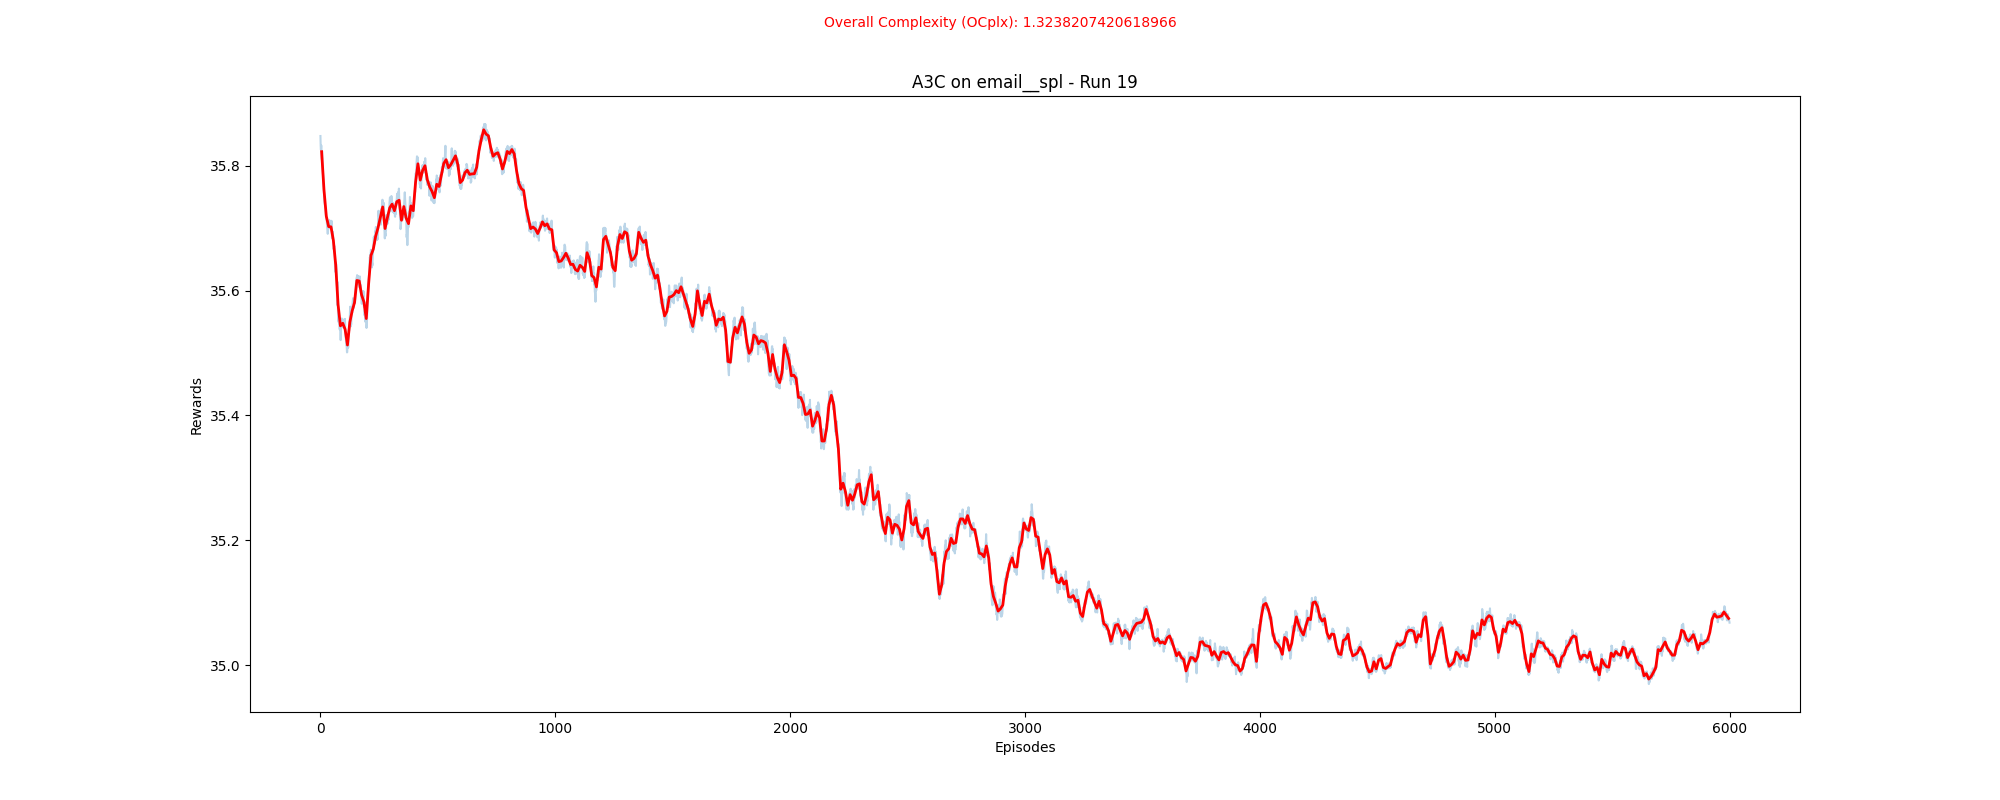 Overall Complexity (OCplx): 1.3238207420618966
A3C on email__spl - Run 19
Rewards
35.8
35.6
35.4
35.2
35.0
0 1000 2000 3000 4000 5000 6000
Episodes